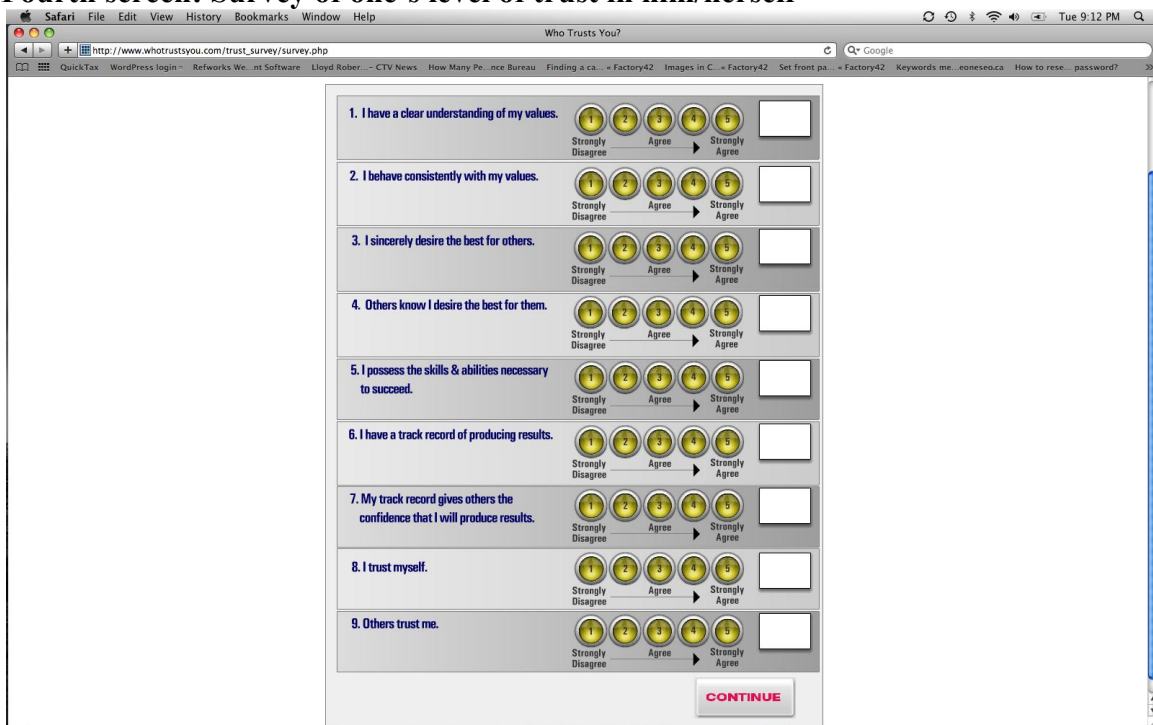 Fourth screen: Survey of one's level of trust in him/herself
Safari File Edit View History Bookmarks Window Help Tue 9:12 PM
Who Trusts You?
http://www.whotrustsyou.com/trust_survey/survey.php Google
QuickTax WordPress login Refworks We...nt Software Lloyd Rober...- CTV News How Many Pe...nce Bureau Finding a ca... « Factory42 Images in C...« Factory42 Set front pa... « Factory42 Keywords me...eoneseo.ca How to rese... password? »
1. I have a clear understanding of my values. 1 2 3 4 5
Strongly Agree Strongly
Disagree Agree
2. I behave consistently with my values. 1 2 3 4 5
Strongly Agree Strongly
Disagree Agree
3. I sincerely desire the best for others. 1 2 3 4 5
Strongly Agree Strongly
Disagree Agree
4. Others know I desire the best for them. 1 2 3 4 5
Strongly Agree Strongly
Disagree Agree
5. I possess the skills & abilities necessary
to succeed. 1 2 3 4 5
Strongly Agree Strongly
Disagree Agree
6. I have a track record of producing results. 1 2 3 4 5
Strongly Agree Strongly
Disagree Agree
7. My track record gives others the
confidence that I will produce results. 1 2 3 4 5
Strongly Agree Strongly
Disagree Agree
8. I trust myself. 1 2 3 4 5
Strongly Agree Strongly
Disagree Agree
9. Others trust me. 1 2 3 4 5
Strongly Agree Strongly
Disagree Agree
CONTINUE